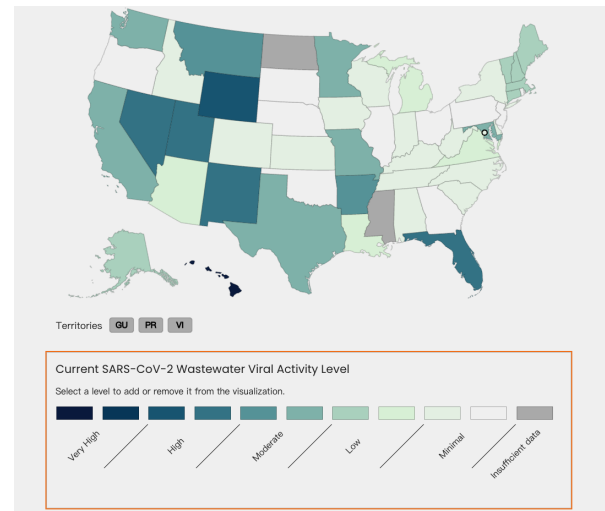 Territories GU PR VI
Current SARS-CoV-2 Wastewater Viral Activity Level
Select a level to add or remove it from the visualization.
Very High
High
Moderate
Low
Minimal
Insufficient data